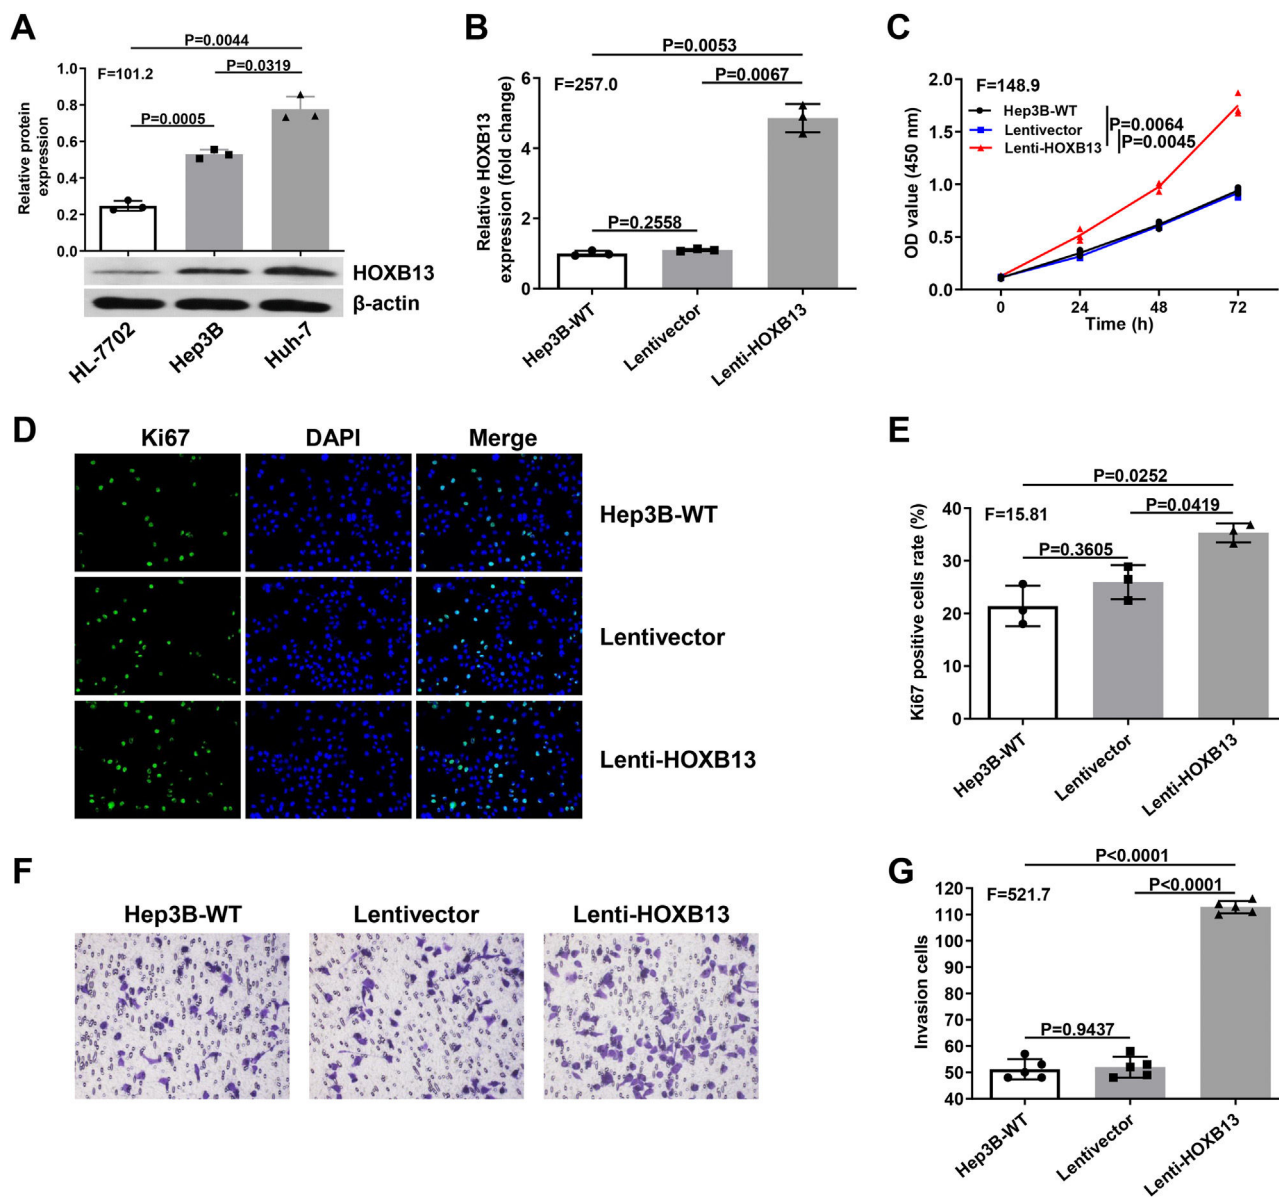 A
P=0.0044
P=0.0319
F=101.2
P=0.0005
Relative protein
expression
1.0
0.8
0.6
0.4
0.2
0.0
HOXB13
β-actin
HL-7702
Hep3B
Huh-7
B
P=0.0053
P=0.0067
F=257.0
P=0.2558
Relative HOXB13
expression (fold change)
6
4
2
0
Hep3B-WT
Lentivector
Lenti-HOXB13
C
F=148.9
Hep3B-WT
Lentivector
Lenti-HOXB13
P=0.0064
P=0.0045
OD value (450 nm)
2.0
1.5
1.0
0.5
0.0
0
24
48
72
Time (h)
D
Ki67
DAPI
Merge
Hep3B-WT
Lentivector
Lenti-HOXB13
E
P=0.0252
P=0.0419
F=15.81
P=0.3605
Ki67 positive cells rate (%)
40
30
20
10
0
Hep3B-WT
Lentivector
Lenti-HOXB13
F
Hep3B-WT
Lentivector
Lenti-HOXB13
G
P<0.0001
P<0.0001
F=521.7
P=0.9437
Invasion cells
120
110
100
90
80
70
60
50
40
Hep3B-WT
Lentivector
Lenti-HOXB13